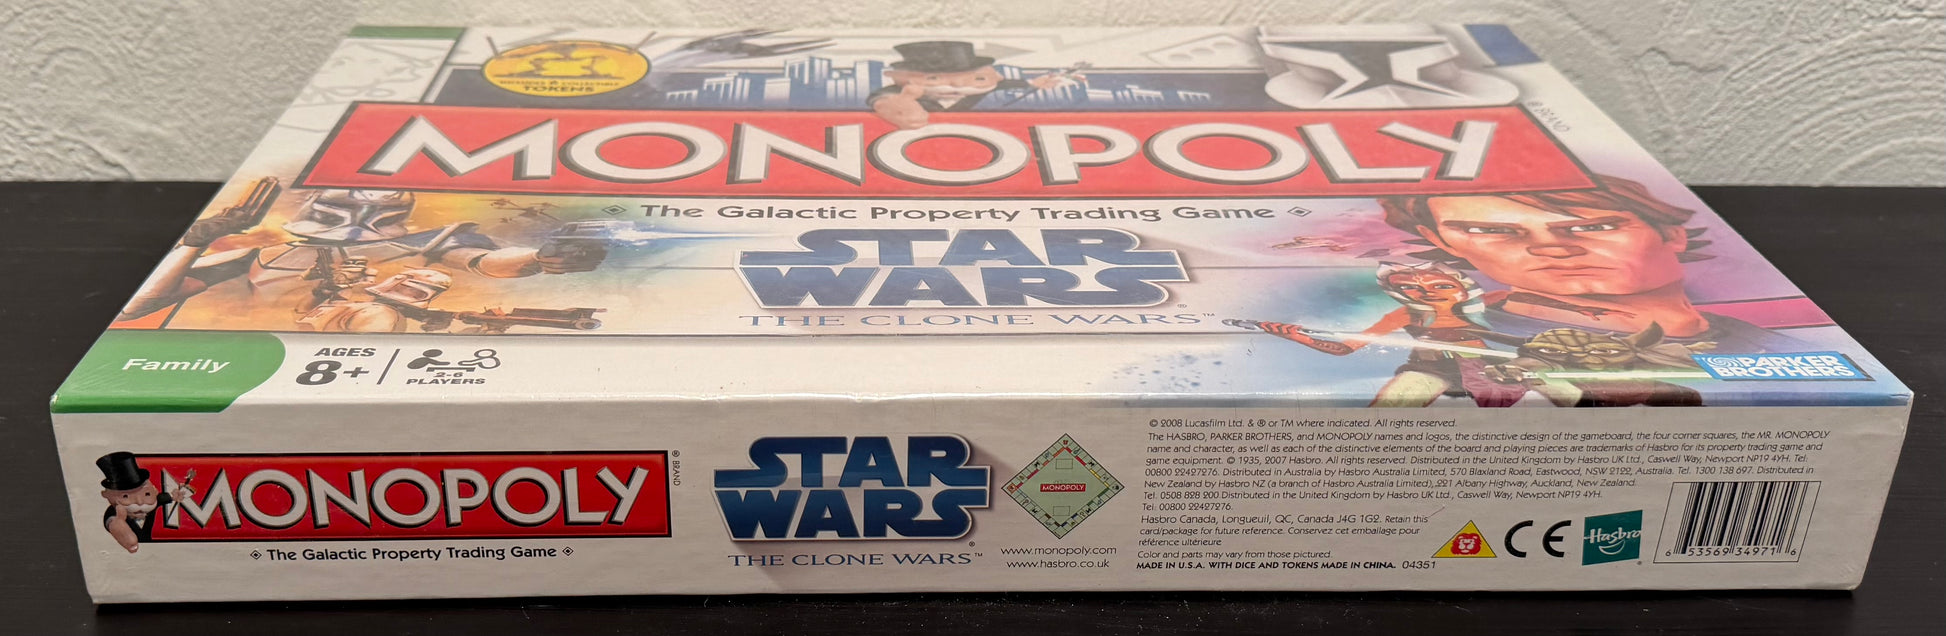 INCLUDES 8 COLLECTIBLE
TOKENS
MONOPOLY
® BRAND
The Galactic Property Trading Game
STAR
WARS
®
THE CLONE WARS™
Family
AGES
8+
2-6
PLAYERS
PARKER
BROTHERS
MONOPOLY
® BRAND
The Galactic Property Trading Game
STAR
WARS
®
THE CLONE WARS™
MONOPOLY
www.monopoly.com
www.hasbro.co.uk
© 2008 Lucasfilm Ltd. & ® or TM where indicated. All rights reserved.
The HASBRO, PARKER BROTHERS, and MONOPOLY names and logos, the distinctive design of the gameboard, the four corner squares, the MR. MONOPOLY
name and character, as well as each of the distinctive elements of the board and playing pieces are trademarks of Hasbro for its property trading game and
game equipment. © 1935, 2007 Hasbro. All rights reserved. Distributed in the United Kingdom by Hasbro UK Ltd., Caswell Way, Newport NP19 4YH. Tel:
00800 22427276. Distributed in Australia by Hasbro Australia Limited, 570 Blaxland Road, Eastwood, NSW 2122, Australia. Tel. 1300 138 697. Distributed in
New Zealand by Hasbro NZ (a branch of Hasbro Australia Limited), 221 Albany Highway, Auckland, New Zealand.
Tel. 0508 828 200 Distributed in the United Kingdom by Hasbro UK Ltd., Caswell Way, Newport NP19 4YH.
Tel: 00800 22427276.
Hasbro Canada, Longueuil, QC, Canada J4G 1G2. Retain this
card/package for future reference. Conservez cet emballage pour
référence ultérieure
Color and parts may vary from those pictured.
MADE IN U.S.A. WITH DICE AND TOKENS MADE IN CHINA. 04351
CE
Hasbro
6 53569 34971 6